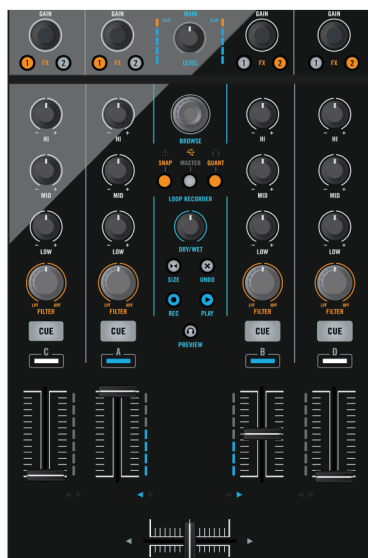 GAIN GAIN MAIN GAIN GAIN
CLIP CLIP
1 FX 2 1 FX 2 LEVEL 1 FX 2 1 FX 2
- + - + BROWSE - + - +
HI HI HI HI
SNAP MASTER QUANT
- + - + - + - +
MID MID MID MID
LOOP RECORDER
- + - + - + - +
LOW LOW DRY/WET LOW LOW
SIZE UNDO
LPF HPF LPF HPF LPF HPF LPF HPF
FILTER FILTER REC PLAY FILTER FILTER
CUE CUE CUE CUE
PREVIEW
C A B D